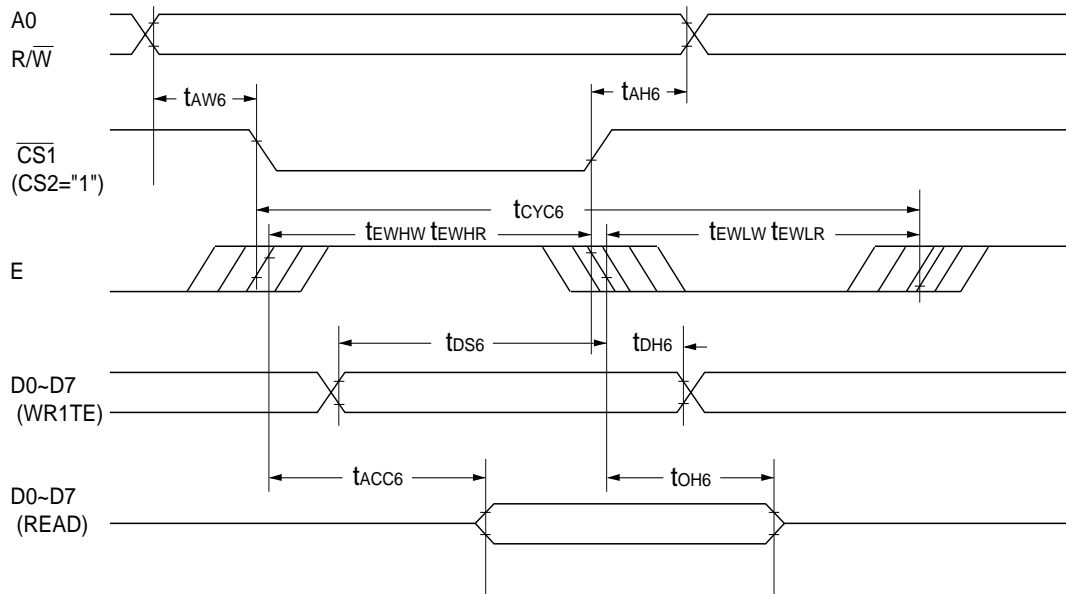 A0
R/W
tAW6
tAH6
CS1
(CS2="1")
tCYC6
tEWHW tEWHR
tEWLW tEWLR
E
tDS6
tDH6
D0~D7
(WR1TE)
tACC6
tOH6
D0~D7
(READ)